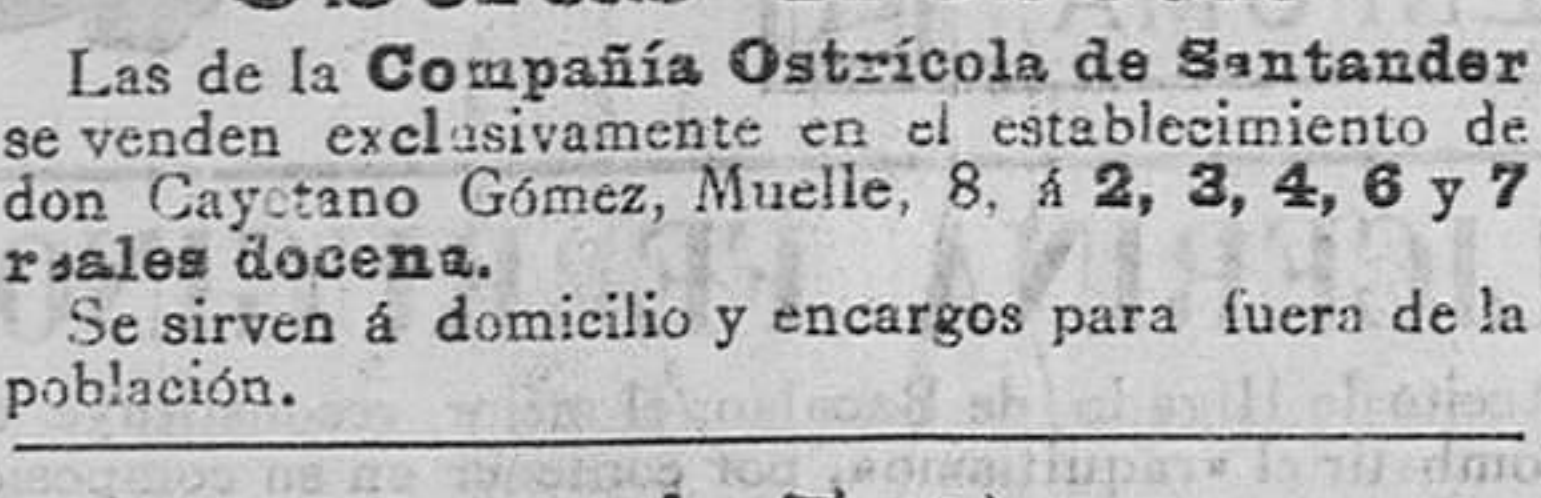 Las de la Compañía Ostrícola de Santander
se venden exclusivamente en el establecimiento de
don Cayetano Gómez, Muelle, 8, á 2, 3, 4, 6 y 7
reales docena.
Se sirven á domicilio y encargos para fuera de la
población.